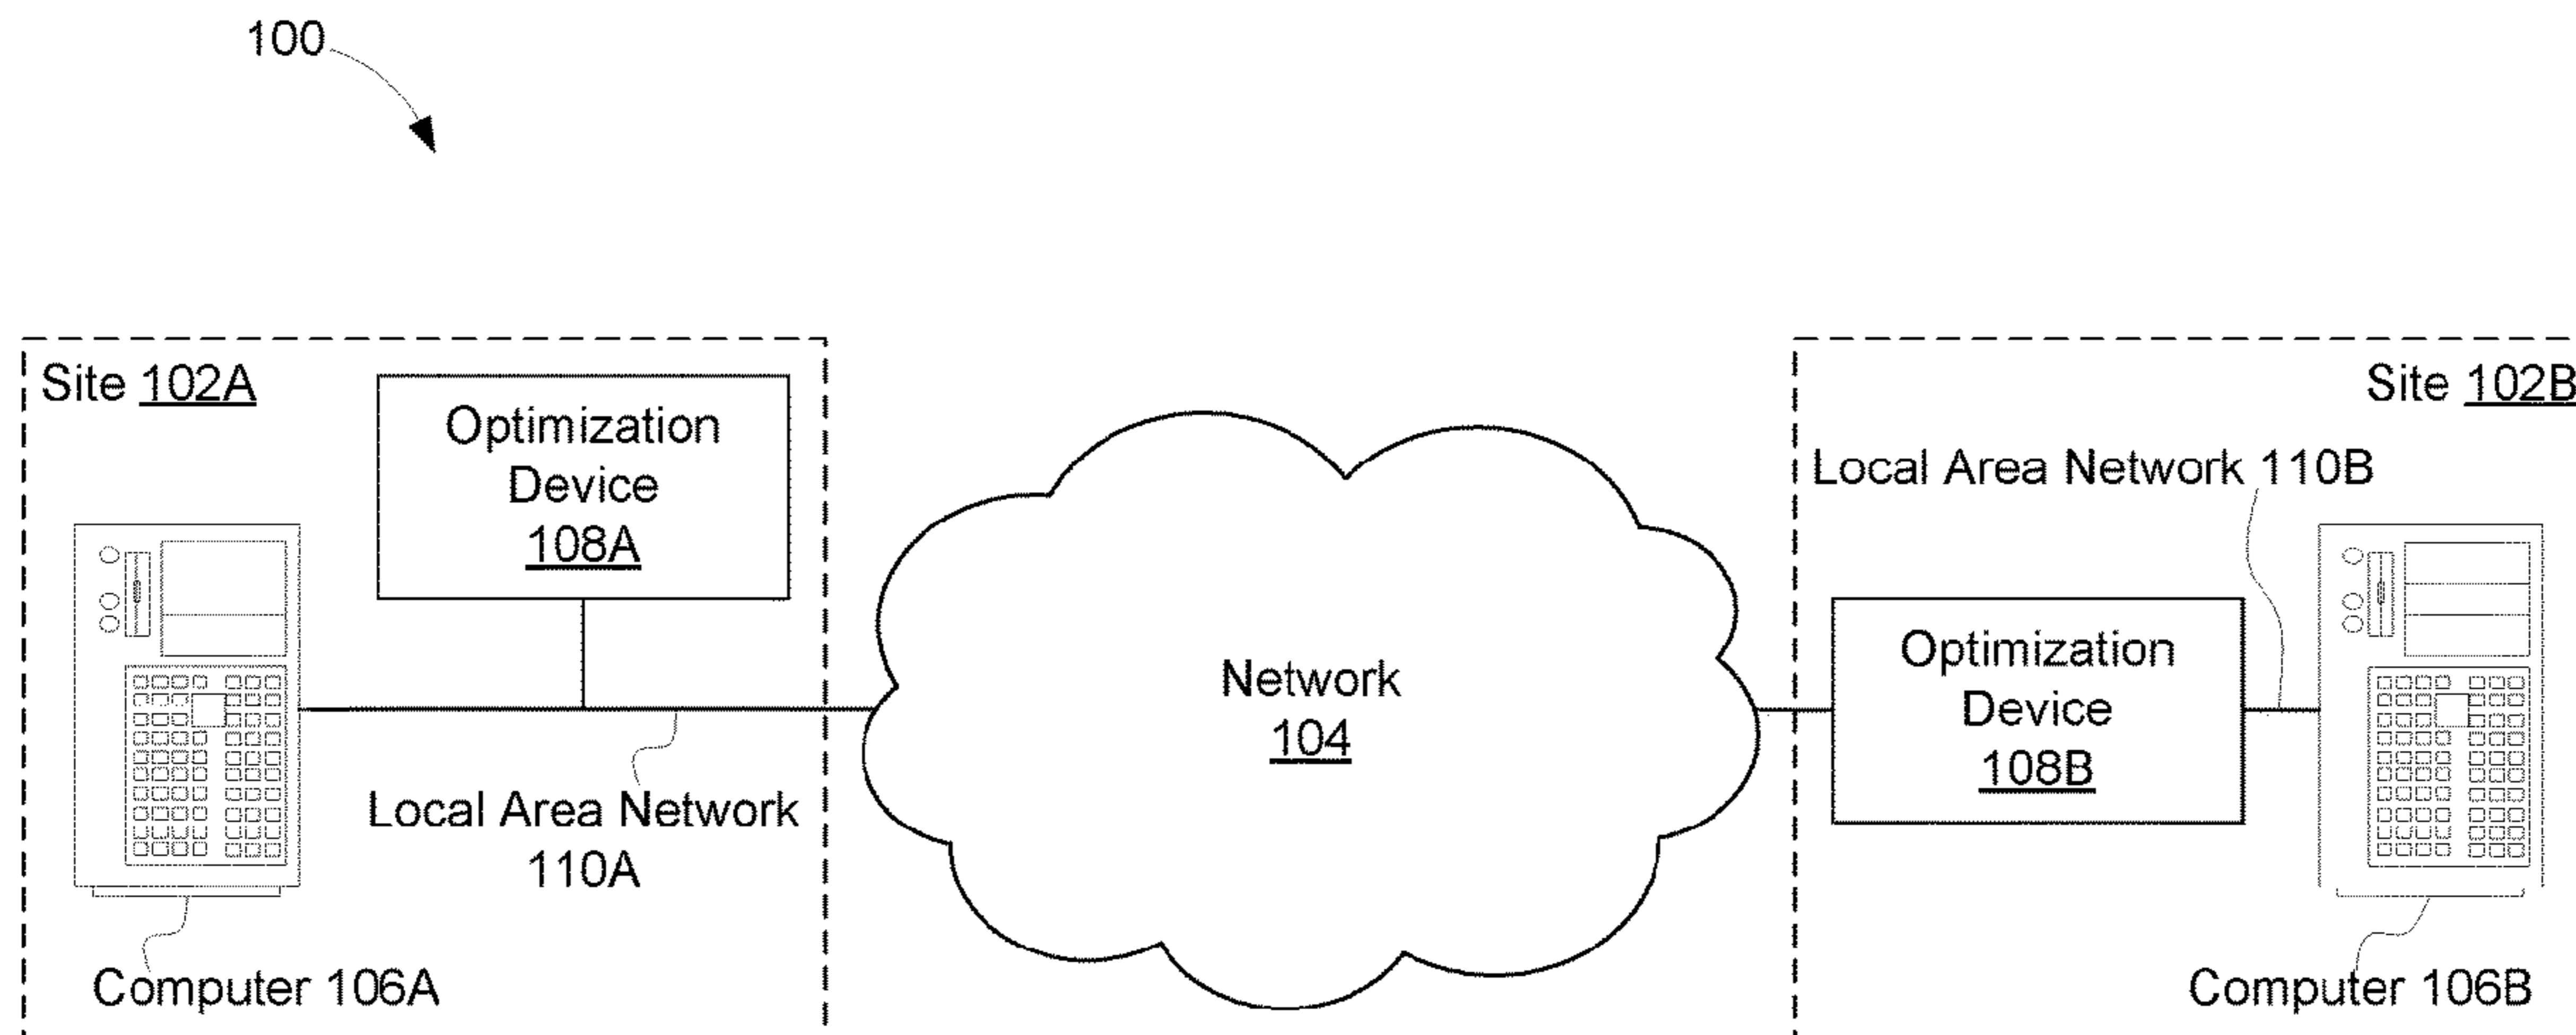 100
Site 102A
Optimization
Device
108A
Local Area Network
110A
Computer 106A
Network
104
Site 102B
Local Area Network 110B
Optimization
Device
108B
Computer 106B